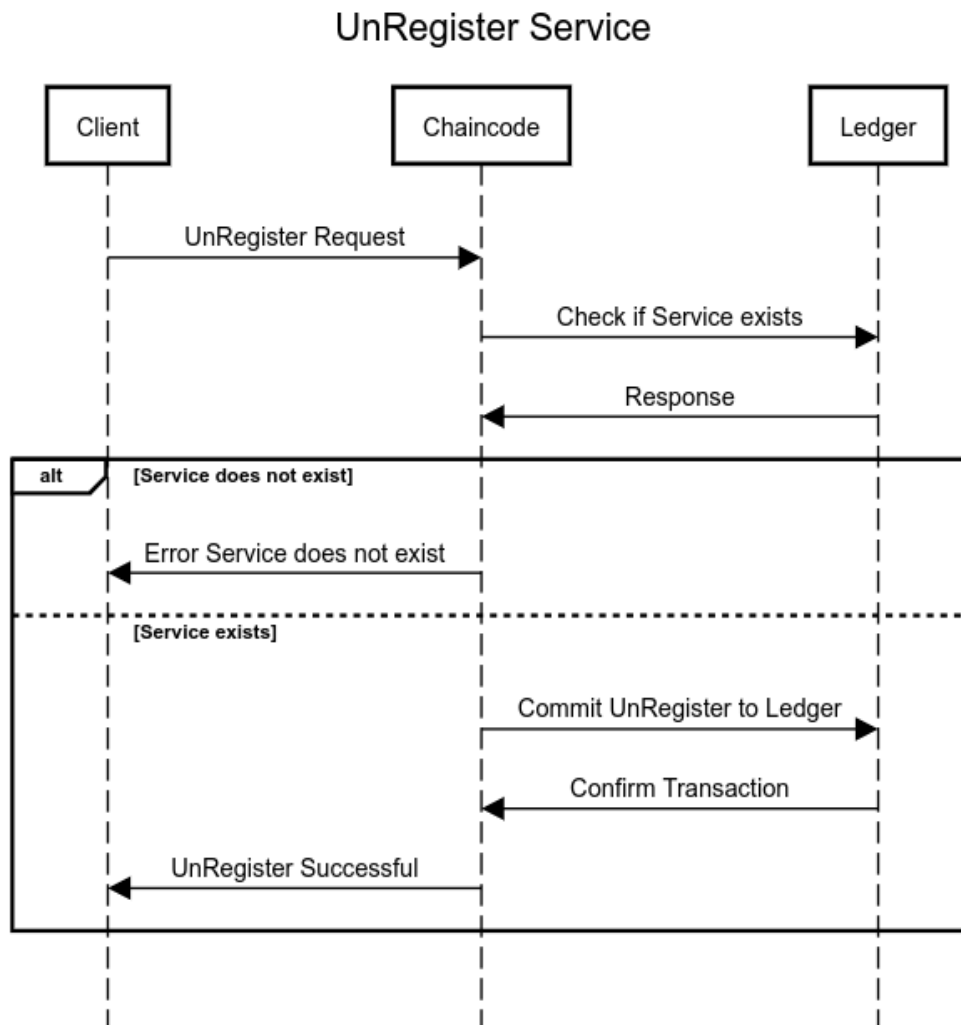 UnRegister Service
Client
Chaincode
Ledger
UnRegister Request
Check if Service exists
Response
alt
[Service does not exist]
Error Service does not exist
[Service exists]
Commit UnRegister to Ledger
Confirm Transaction
UnRegister Successful